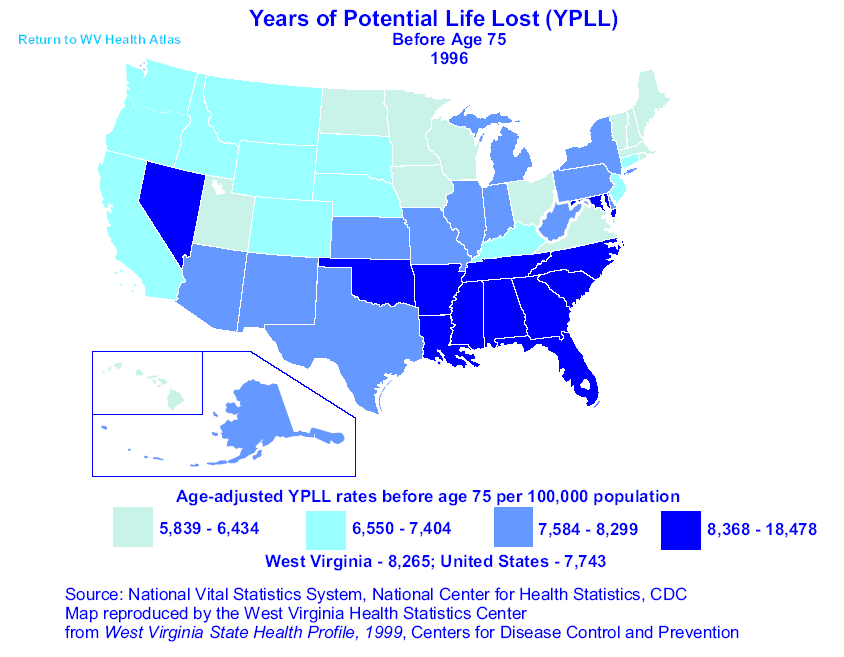 Years of Potential Life Lost (YPLL)
Return to WV Health Atlas
Before Age 75
1996
Age-adjusted YPLL rates before age 75 per 100,000 population
5,839 - 6,434
6,550 - 7,404
7,584 - 8,299
8,368 - 18,478
West Virginia - 8,265; United States - 7,743
Source: National Vital Statistics System, National Center for Health Statistics, CDC
Map reproduced by the West Virginia Health Statistics Center
from West Virginia State Health Profile, 1999, Centers for Disease Control and Prevention